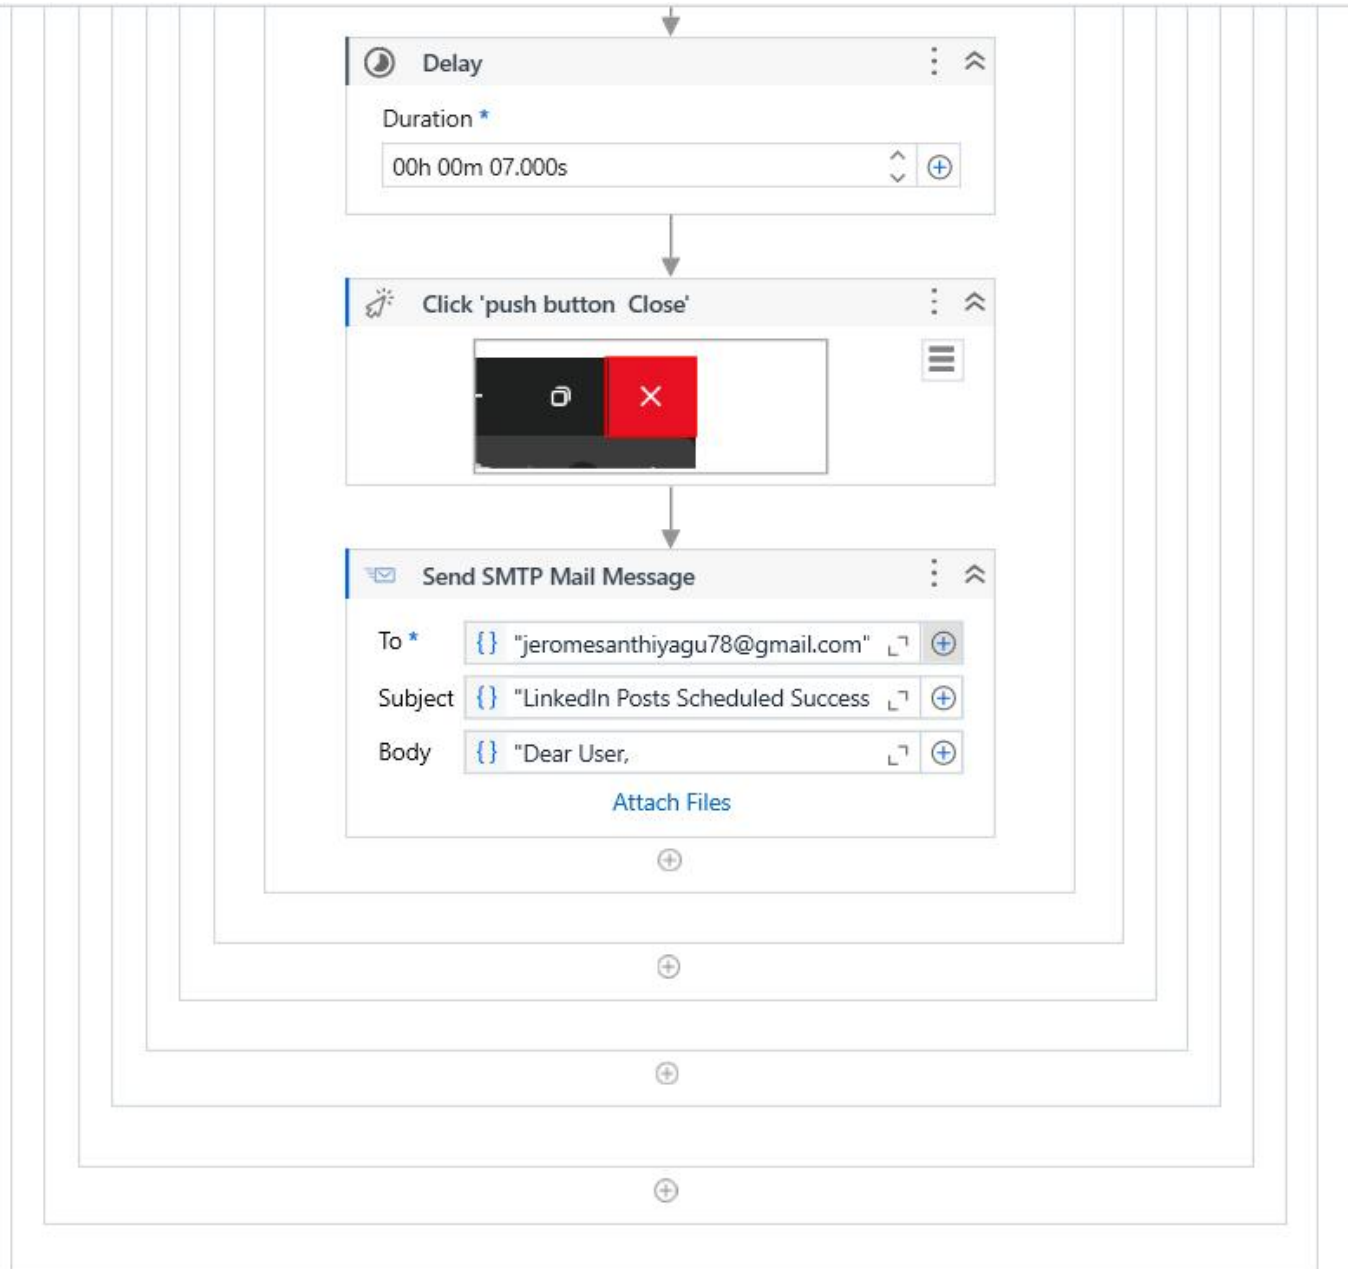 Delay
Duration *
00h 00m 07.000s
Click 'push button  Close'
Send SMTP Mail Message
To * {} "jeromesanthiyagu78@gmail.com"
Subject {} "LinkedIn Posts Scheduled Success
Body {} "Dear User,
Attach Files